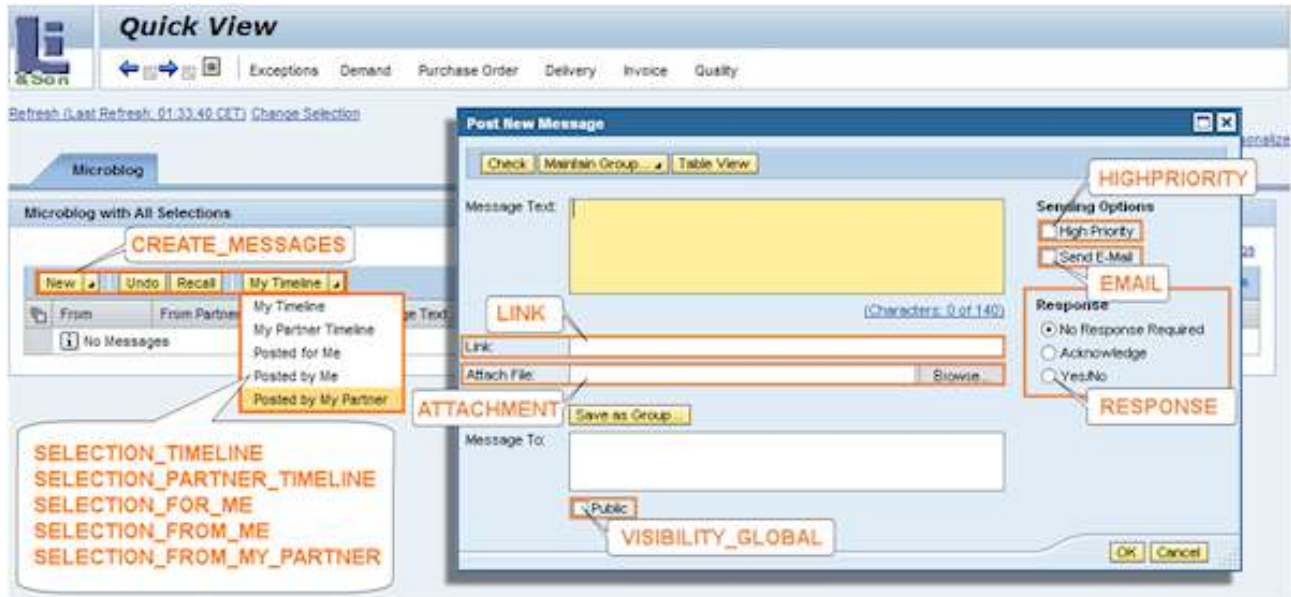 Quick View
& Son
Exceptions Demand Purchase Order Delivery Invoice Quality
Refresh (Last Refresh: 01:33:40 CET) Change Selection
Microblog
Microblog with All Selections
CREATE_MESSAGES
New Undo Recall My Timeline
From From Partner
No Messages
My Timeline
My Partner Timeline
Posted for Me
Posted by Me
Posted by My Partner
SELECTION_TIMELINE
SELECTION_PARTNER_TIMELINE
SELECTION_FOR_ME
SELECTION_FROM_ME
SELECTION_FROM_MY_PARTNER
Post New Message
Check Maintain Group... Table View
Message Text:
(Characters: 0 of 140)
LINK
Link:
Attach File: Browse...
ATTACHMENT
Save as Group...
Message To:
Public
VISIBILITY_GLOBAL
HIGHPRIORITY
Sending Options
High Priority
Send E-Mail
EMAIL
Response
No Response Required
Acknowledge
Yes/No
RESPONSE
OK Cancel